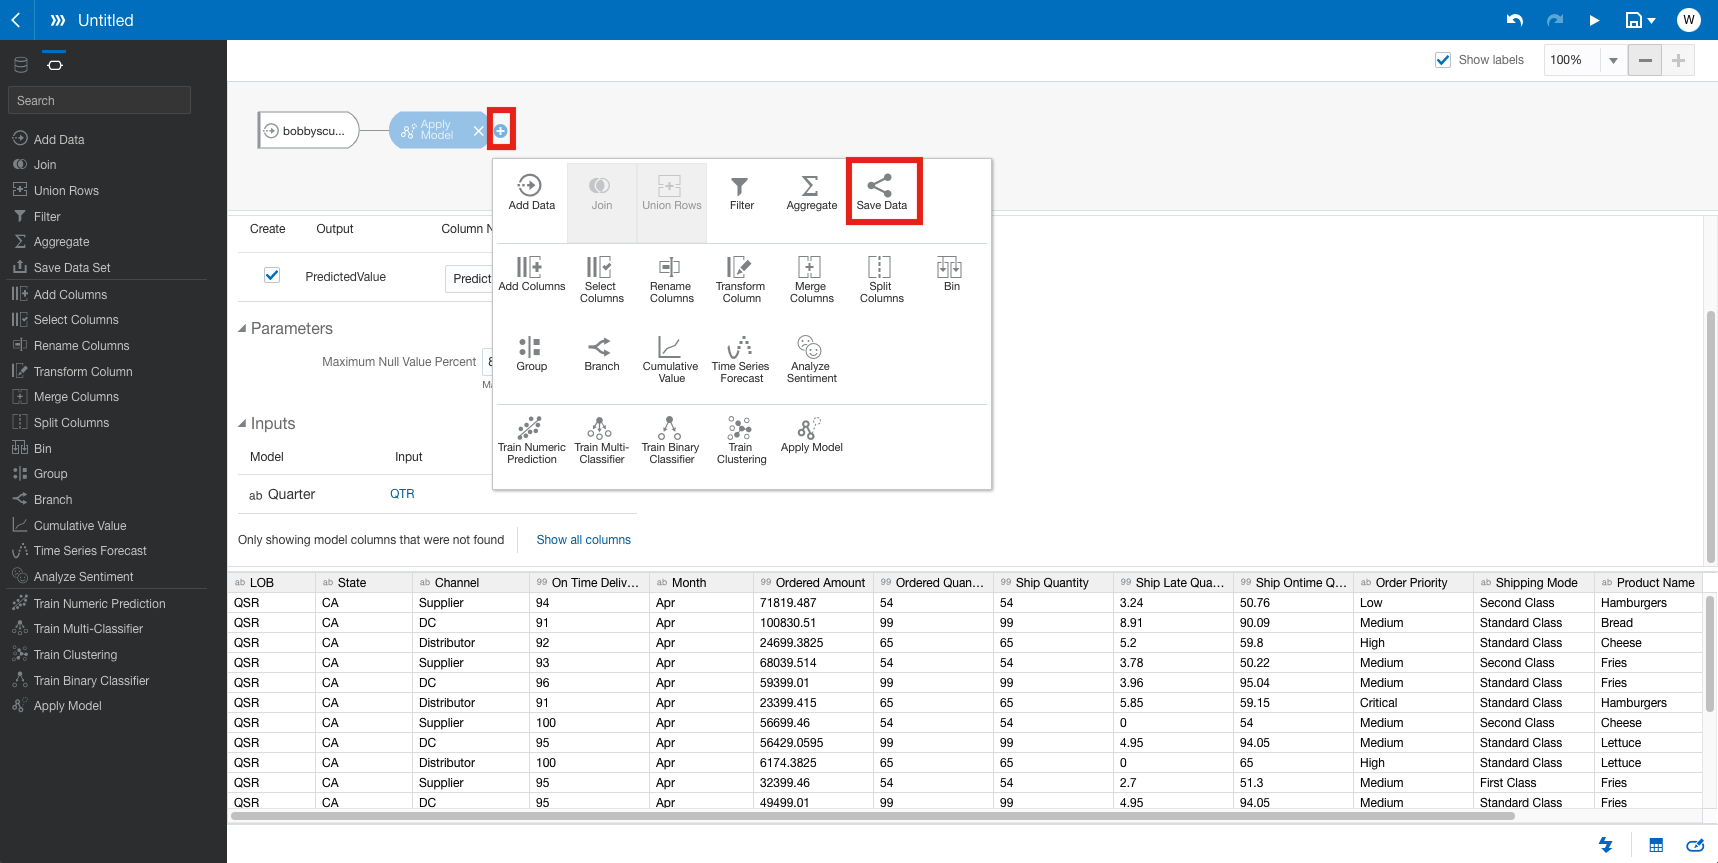 Untitled
W
Show labels
100%
Search
Add Data
Join
Union Rows
Filter
Aggregate
Save Data Set
Add Columns
Select Columns
Rename Columns
Transform Column
Merge Columns
Split Columns
Bin
Group
Branch
Cumulative Value
Time Series Forecast
Analyze Sentiment
Train Numeric Prediction
Train Multi-Classifier
Train Clustering
Train Binary Classifier
Apply Model
bobbyscu...
Apply
Model
Add Data
Join
Union Rows
Filter
Aggregate
Save Data
Add Columns
Select
Columns
Rename
Columns
Transform
Column
Merge
Columns
Split
Columns
Bin
Group
Branch
Cumulative
Value
Time Series
Forecast
Analyze
Sentiment
Train Numeric
Prediction
Train Multi-
Classifier
Train Binary
Classifier
Train
Clustering
Apply Model
Create Output Column N
PredictedValue Predict
Parameters
Maximum Null Value Percent 8
Ma
Inputs
Model Input
ab Quarter QTR
Only showing model columns that were not found Show all columns
ab LOB ab State ab Channel 99 On Time Deliv... ab Month 99 Ordered Amount 99 Ordered Quan... 99 Ship Quantity 99 Ship Late Qua... 99 Ship Ontime Q... ab Order Priority ab Shipping Mode ab Product Name
QSR CA Supplier 94 Apr 71819.487 54 54 3.24 50.76 Low Second Class Hamburgers
QSR CA DC 91 Apr 100830.51 99 99 8.91 90.09 Medium Standard Class Bread
QSR CA Distributor 92 Apr 24699.3825 65 65 5.2 59.8 High Standard Class Cheese
QSR CA Supplier 93 Apr 68039.514 54 54 3.78 50.22 Medium Second Class Fries
QSR CA DC 96 Apr 59399.01 99 99 3.96 95.04 Medium Standard Class Fries
QSR CA Distributor 91 Apr 23399.415 65 65 5.85 59.15 Critical Standard Class Hamburgers
QSR CA Supplier 100 Apr 56699.46 54 54 0 54 Medium Second Class Cheese
QSR CA DC 95 Apr 56429.0595 99 99 4.95 94.05 Medium Standard Class Lettuce
QSR CA Distributor 100 Apr 6174.3825 65 65 0 65 High Standard Class Lettuce
QSR CA Supplier 95 Apr 32399.46 54 54 2.7 51.3 Medium First Class Fries
QSR CA DC 95 Apr 49499.01 99 99 4.95 94.05 Medium Standard Class Fries